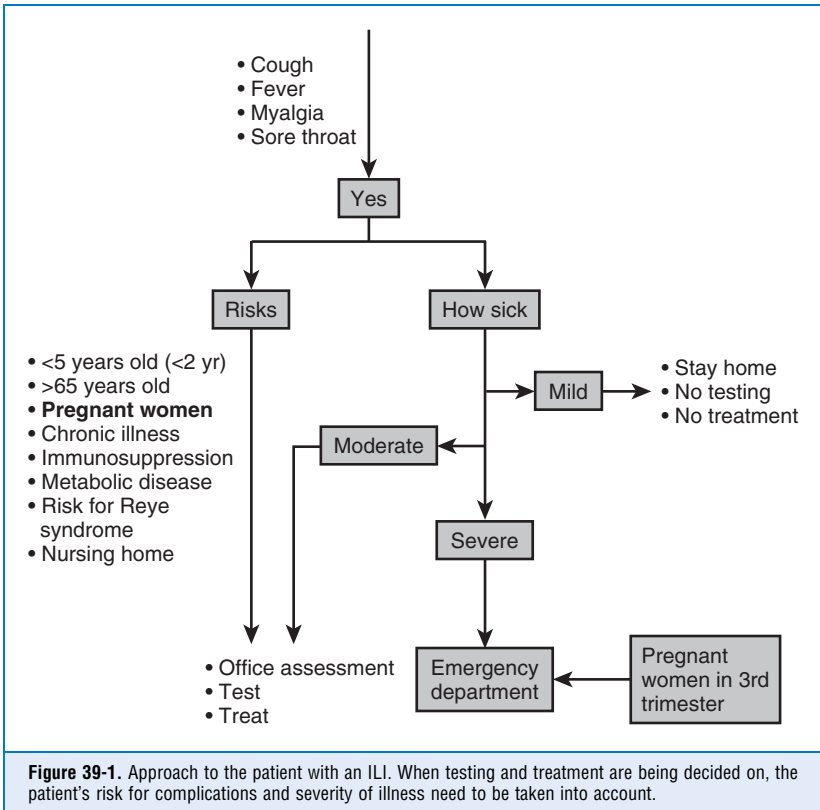 • Cough
• Fever
• Myalgia
• Sore throat
Yes
Risks
How sick
• <5 years old (<2 yr)
• >65 years old
• Pregnant women
• Chronic illness
• Immunosuppression
• Metabolic disease
• Risk for Reye
syndrome
• Nursing home
Mild
• Stay home
• No testing
• No treatment
Moderate
Severe
• Office assessment
• Test
• Treat
Emergency
department
Pregnant
women in 3rd
trimester
Figure 39-1. Approach to the patient with an ILI. When testing and treatment are being decided on, the
patient's risk for complications and severity of illness need to be taken into account.